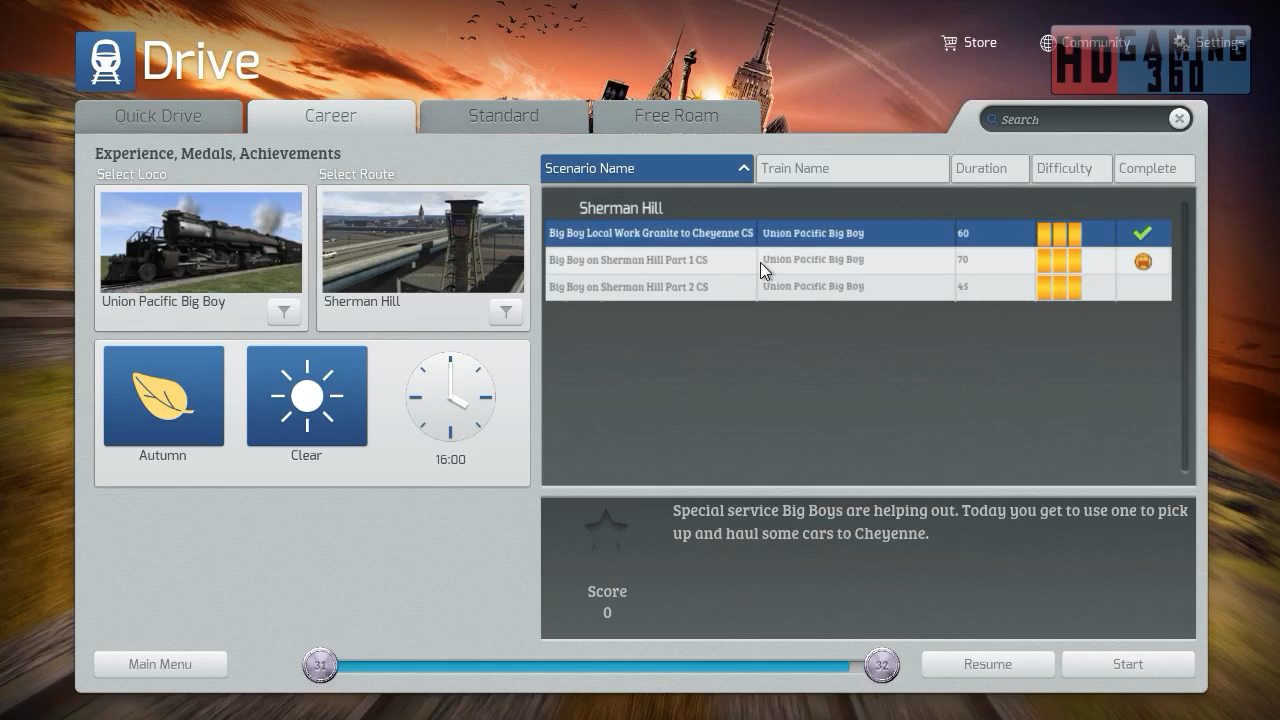 Drive
Store
Community
Settings
HD GAMING 360
Quick Drive
Career
Standard
Free Roam
Search
Experience, Medals, Achievements
Select Loco
Select Route
Union Pacific Big Boy
Sherman Hill
Autumn
Clear
16:00
Scenario Name
Train Name
Duration
Difficulty
Complete
Sherman Hill
Big Boy Local Work Granite to Cheyenne CS Union Pacific Big Boy 60
Big Boy on Sherman Hill Part 1 CS Union Pacific Big Boy 70
Big Boy on Sherman Hill Part 2 CS Union Pacific Big Boy 45
Special service Big Boys are helping out. Today you get to use one to pick
up and haul some cars to Cheyenne.
Score
0
Main Menu
31
32
Resume
Start